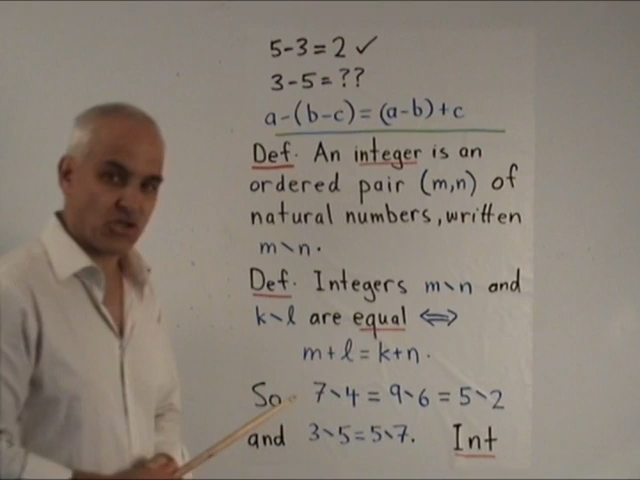 5-3=2 ✓
3-5=??
a-(b-c)=(a-b)+c
Def. An integer is an
ordered pair (m,n) of
natural numbers, written
m∖n.
Def. Integers m∖n and
k∖l are equal ⟺
m+l=k+n.
So 7∖4=9∖6=5∖2
and 3∖5=5∖7. Int